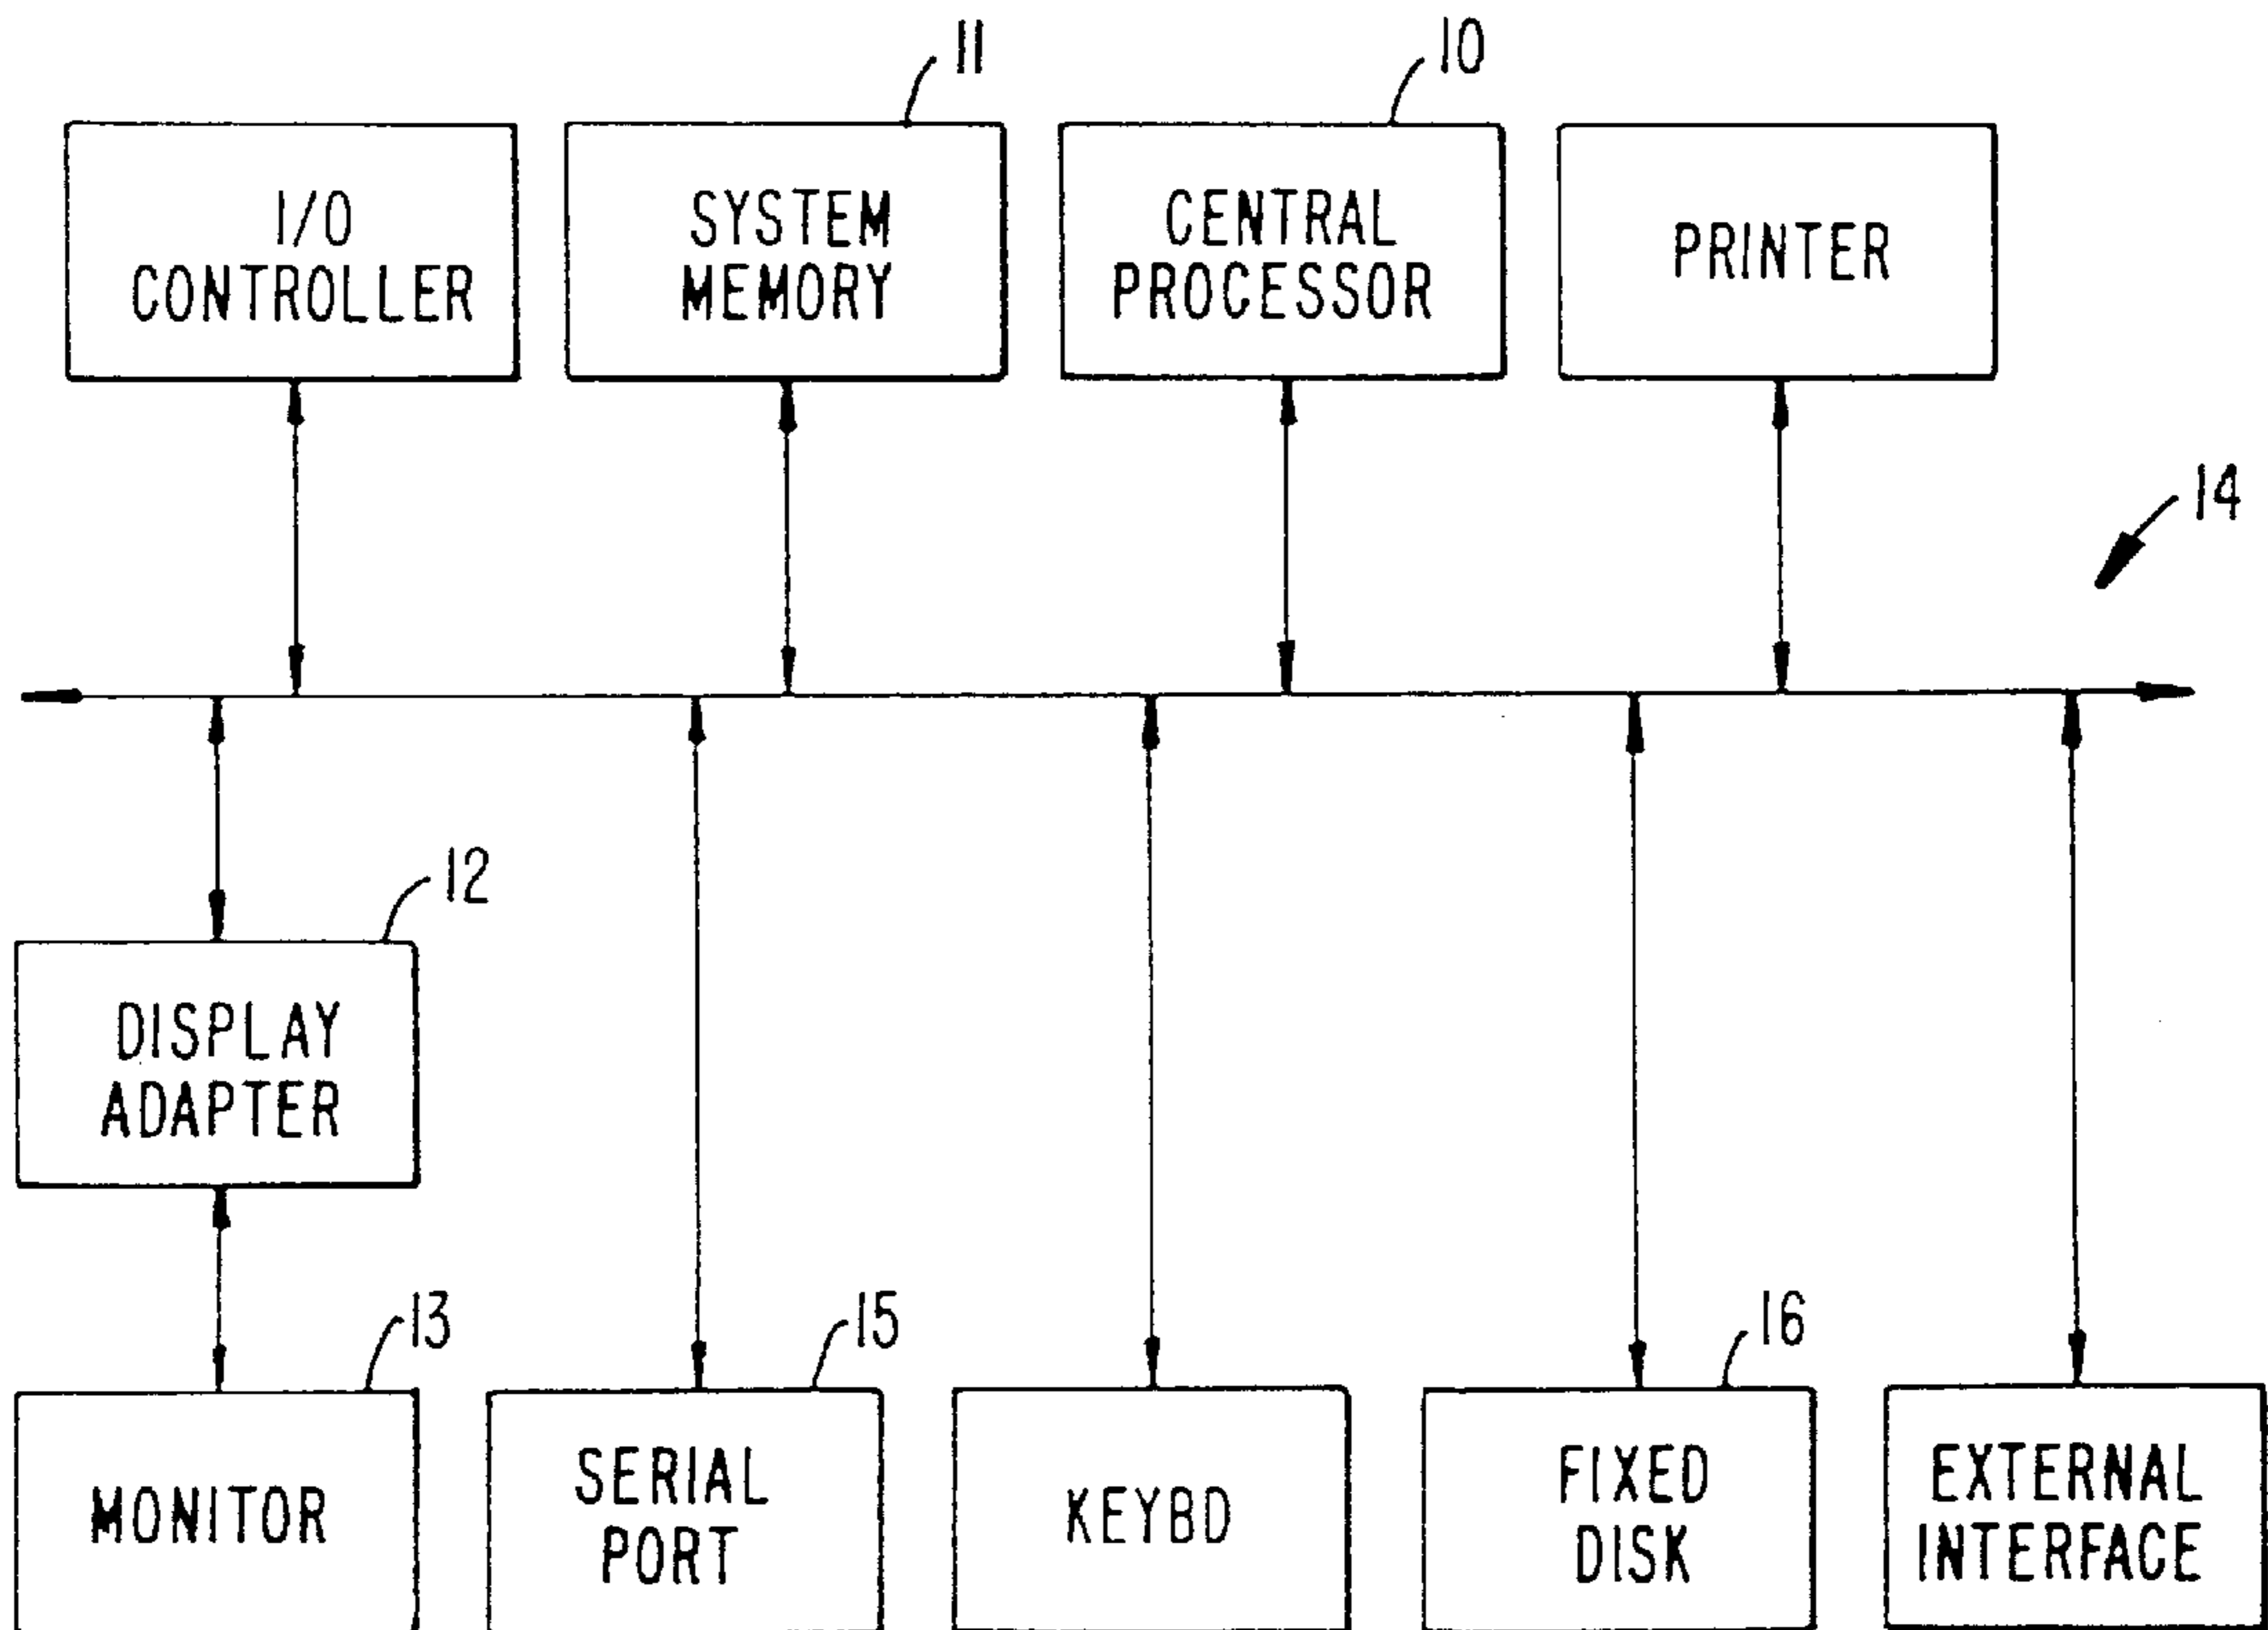 11
10
I/O
CONTROLLER
SYSTEM
MEMORY
CENTRAL
PROCESSOR
PRINTER
14
12
DISPLAY
ADAPTER
13
15
16
MONITOR
SERIAL
PORT
KEYBD
FIXED
DISK
EXTERNAL
INTERFACE